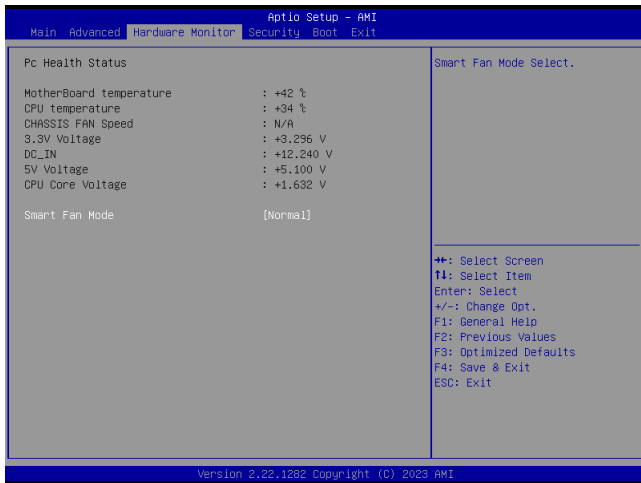 Aptio Setup – AMI
Main Advanced Hardware Monitor Security Boot Exit
Pc Health Status
MotherBoard temperature : +42 ℃
CPU temperature : +34 ℃
CHASSIS FAN Speed : N/A
3.3V Voltage : +3.296 V
DC_IN : +12.240 V
5V Voltage : +5.100 V
CPU Core Voltage : +1.632 V
Smart Fan Mode [Normal]
Smart Fan Mode Select.
→←: Select Screen
↑↓: Select Item
Enter: Select
+/-: Change Opt.
F1: General Help
F2: Previous Values
F3: Optimized Defaults
F4: Save & Exit
ESC: Exit
Version 2.22.1282 Copyright (C) 2023 AMI